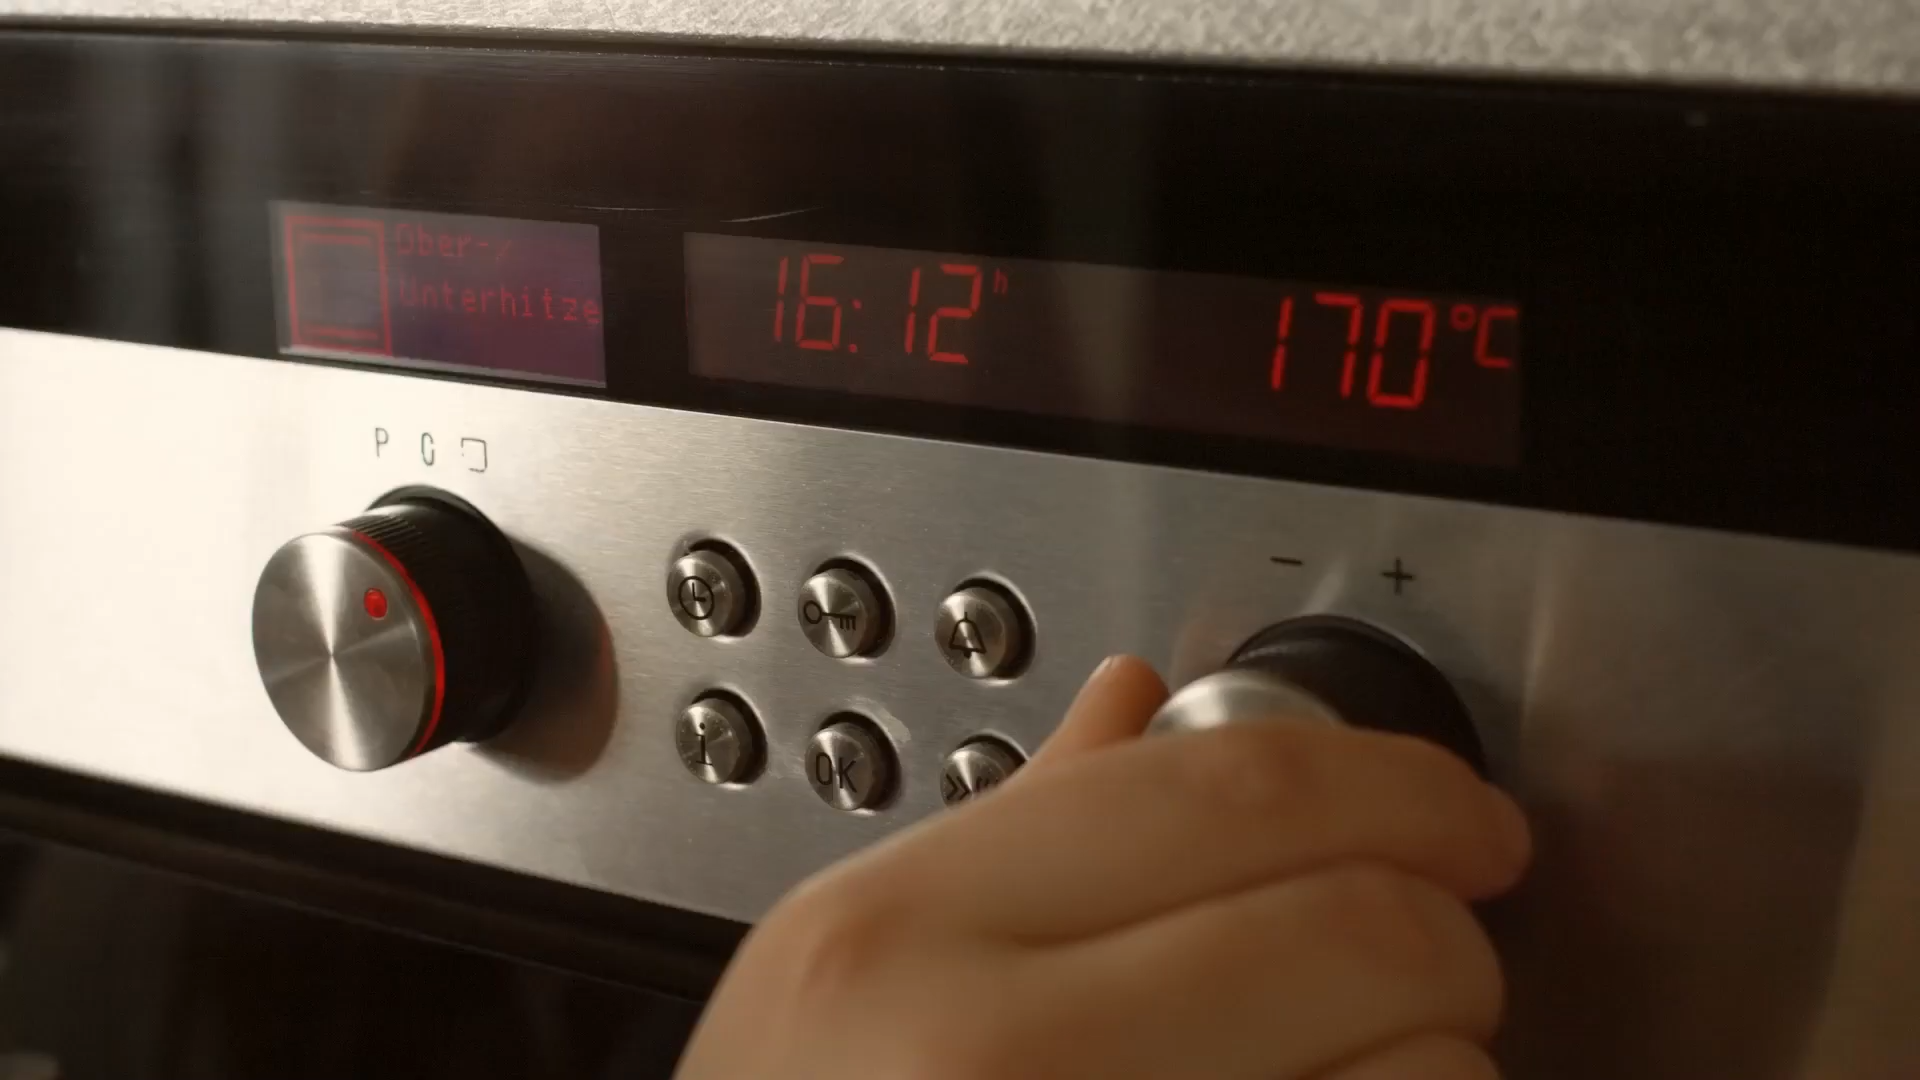 Ober-/
Unterhitze
16:12 h
170 °C
P C
− +
i OK